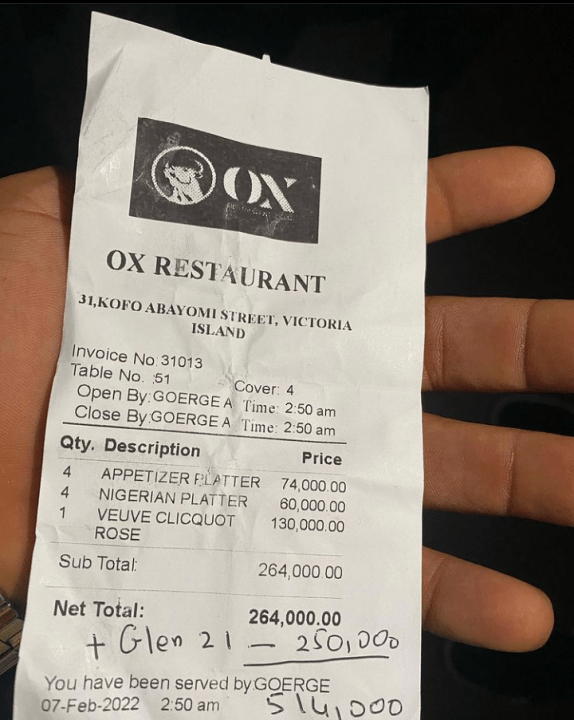 OX
OX RESTAURANT
31,KOFO ABAYOMI STREET, VICTORIA
ISLAND
Invoice No:31013
Table No. :51 Cover: 4
Open By:GOERGE A Time: 2:50 am
Close By:GOERGE A Time: 2:50 am
Qty. Description Price
4 APPETIZER PLATTER 74,000.00
4 NIGERIAN PLATTER 60,000.00
1 VEUVE CLICQUOT 130,000.00
ROSE
Sub Total: 264,000.00
Net Total: 264,000.00
+ Glen 21 — 250,000
You have been served by:GOERGE
07-Feb-2022 2:50 am 514,000